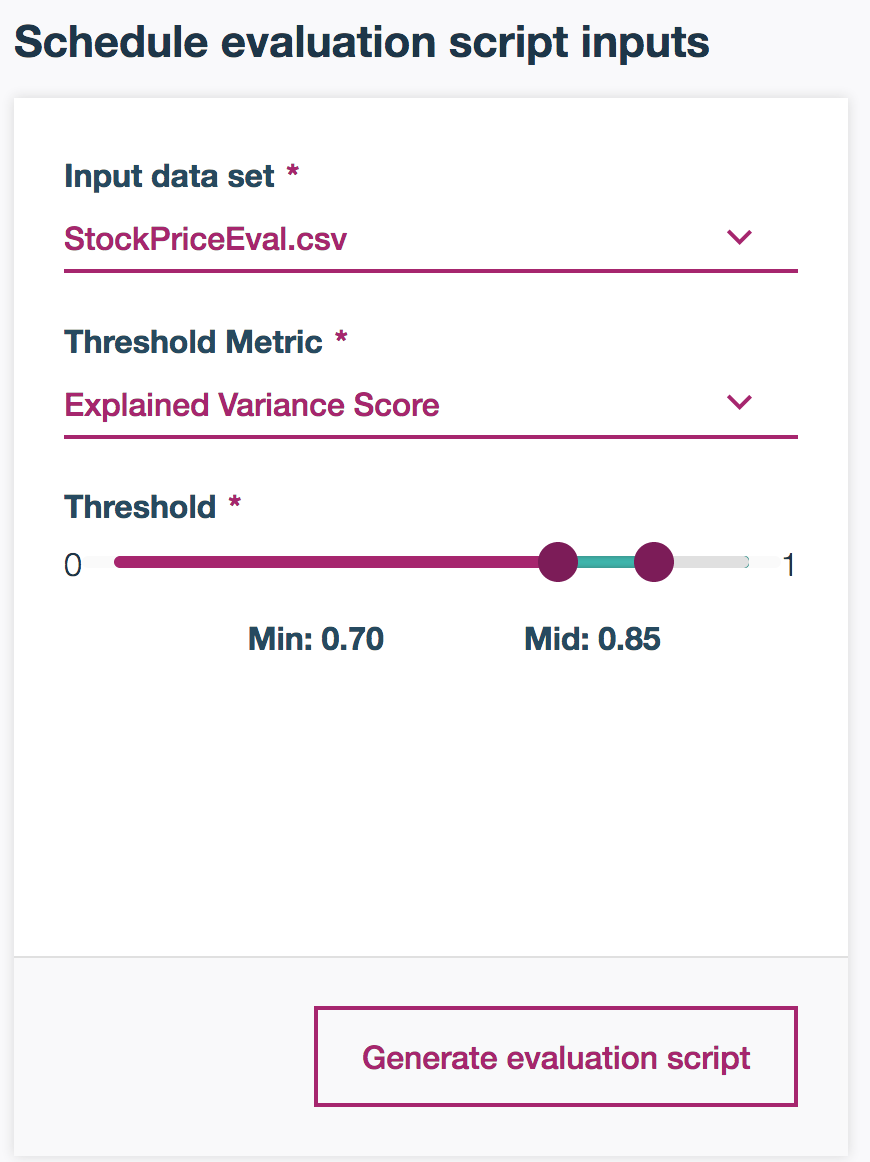 Schedule evaluation script inputs
Input data set *
StockPriceEval.csv
Threshold Metric *
Explained Variance Score
Threshold *
0 1
Min: 0.70 Mid: 0.85
Generate evaluation script